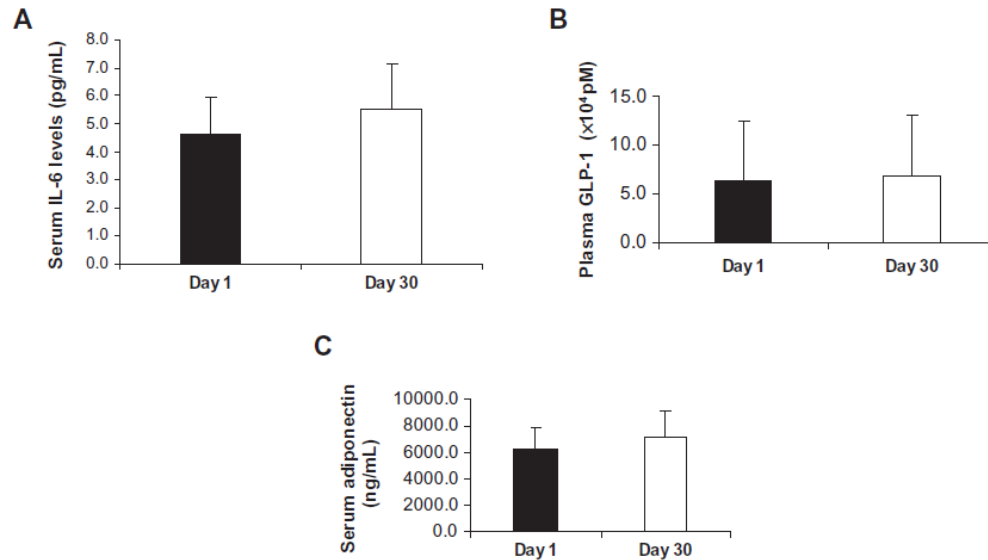 A
Serum IL-6 levels (pg/mL)
8.0
7.0
6.0
5.0
4.0
3.0
2.0
1.0
0.0
Day 1 Day 30
B
Plasma GLP-1 (×10⁴pM)
15.0
10.0
5.0
0.0
Day 1 Day 30
C
Serum adiponectin
(ng/mL)
10000.0
8000.0
6000.0
4000.0
2000.0
0.0
Day 1 Day 30